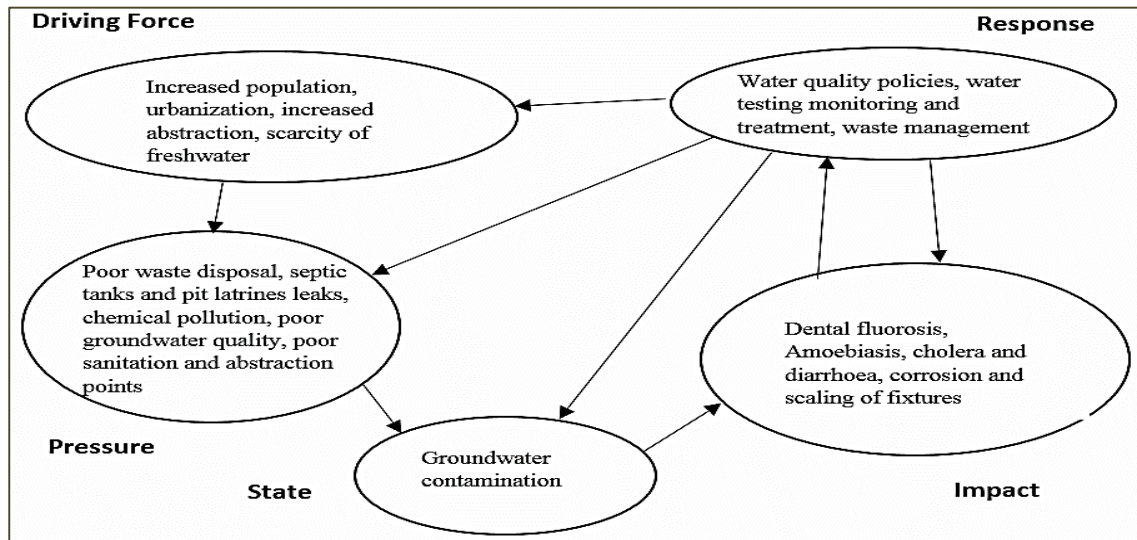 Driving Force
Increased population,
urbanization, increased
abstraction, scarcity of
freshwater
Response
Water quality policies, water
testing monitoring and
treatment, waste management
Poor waste disposal, septic
tanks and pit latrines leaks,
chemical pollution, poor
groundwater quality, poor
sanitation and abstraction
points
Pressure
Groundwater
contamination
State
Dental fluorosis,
Amoebiasis, cholera and
diarrhoea, corrosion and
scaling of fixtures
Impact